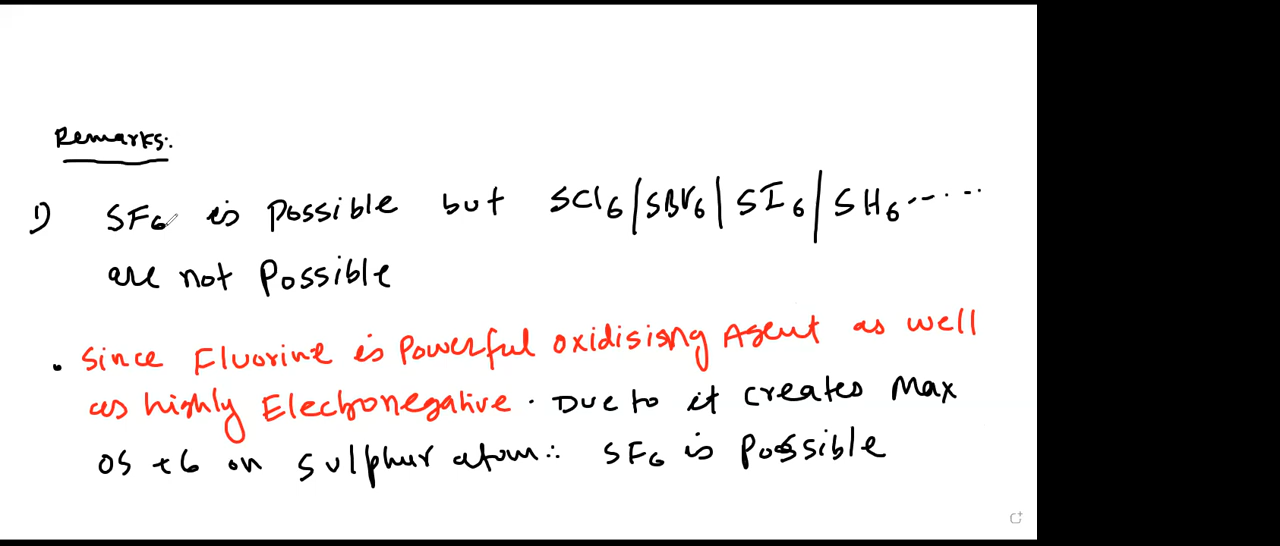 Remarks:
1) SF6 is possible but SCl6/SBr6/SI6/SH6-----
are not Possible
. Since Fluorine is Powerful oxidisisng Agent as well
as highly Electronegative. Due to it creates Max
OS +6 on Sulphur atom ∴ SF6 is Possible